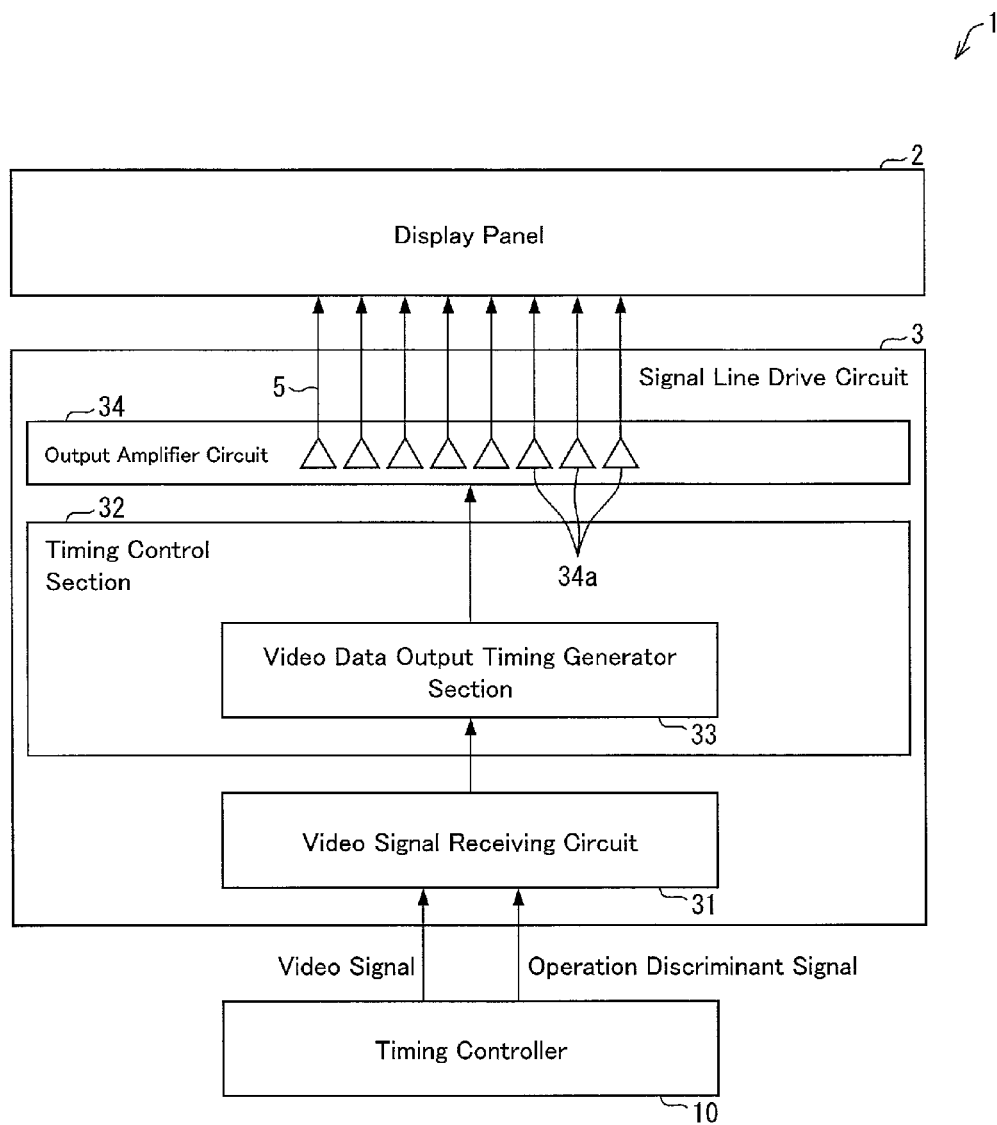 1
2
Display Panel
3
Signal Line Drive Circuit
5
34
Output Amplifier Circuit
32
Timing Control
Section
34a
Video Data Output Timing Generator
Section
33
Video Signal Receiving Circuit
31
Video Signal
Operation Discriminant Signal
Timing Controller
10